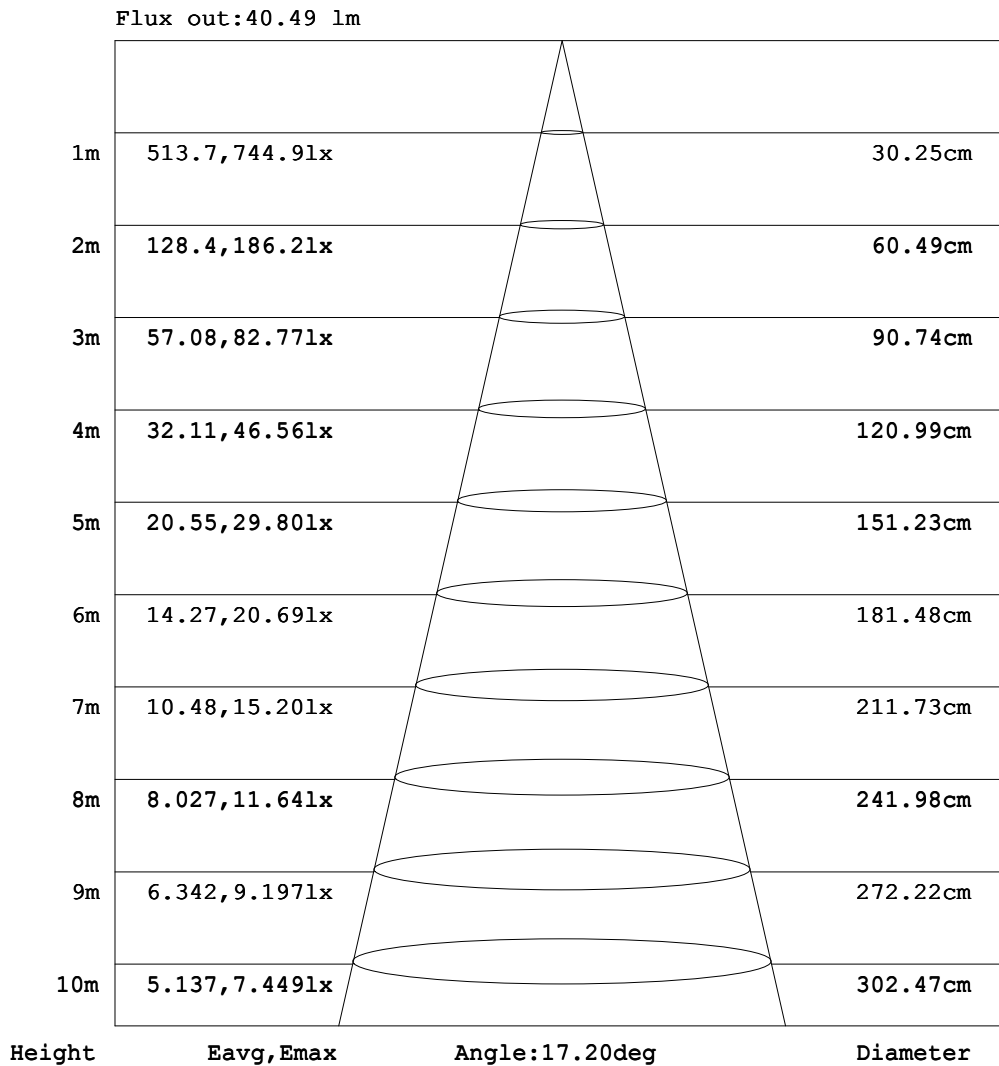 Flux out:40.49 lm
1m 513.7,744.9lx 30.25cm
2m 128.4,186.2lx 60.49cm
3m 57.08,82.77lx 90.74cm
4m 32.11,46.56lx 120.99cm
5m 20.55,29.80lx 151.23cm
6m 14.27,20.69lx 181.48cm
7m 10.48,15.20lx 211.73cm
8m 8.027,11.64lx 241.98cm
9m 6.342,9.197lx 272.22cm
10m 5.137,7.449lx 302.47cm
Height Eavg,Emax Angle:17.20deg Diameter